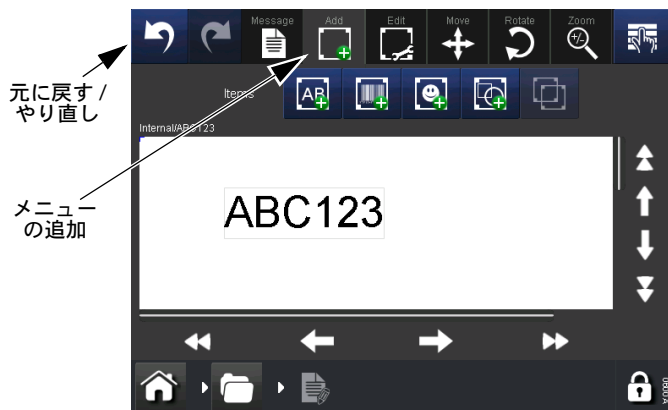 Message Add Edit Move Rotate Zoom
元に戻す /
やり直し
Items AB
Internal/ABC123
メニュー
の追加
ABC123